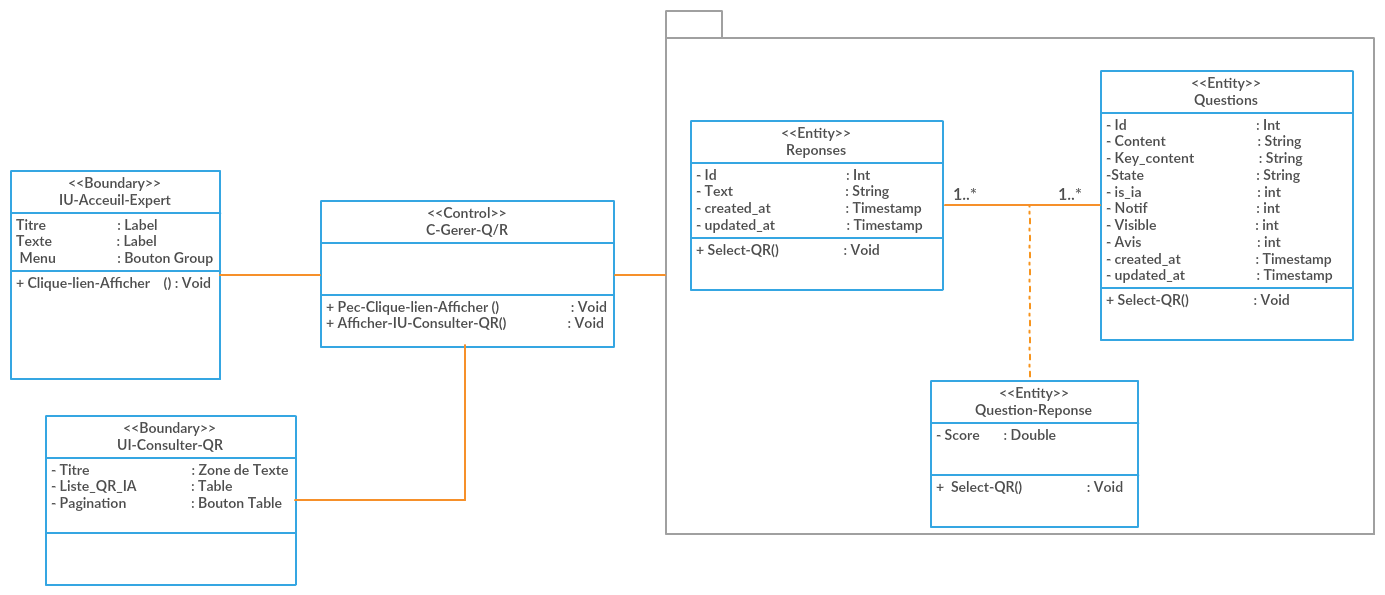 <<Boundary>>
IU-Acceuil-Expert
Titre : Label
Texte : Label
Menu : Bouton Group
+ Clique-lien-Afficher () : Void
<<Boundary>>
UI-Consulter-QR
- Titre : Zone de Texte
- Liste_QR_IA : Table
- Pagination : Bouton Table
<<Control>>
C-Gerer-Q/R
+ Pec-Clique-lien-Afficher () : Void
+ Afficher-IU-Consulter-QR() : Void
<<Entity>>
Reponses
- Id : Int
- Text : String
- created_at : Timestamp
- updated_at : Timestamp
+ Select-QR() : Void
1..* 1..*
<<Entity>>
Questions
- Id : Int
- Content : String
- Key_content : String
-State : String
- is_ia : int
- Notif : int
- Visible : int
- Avis : int
- created_at : Timestamp
- updated_at : Timestamp
+ Select-QR() : Void
<<Entity>>
Question-Reponse
- Score : Double
+ Select-QR() : Void